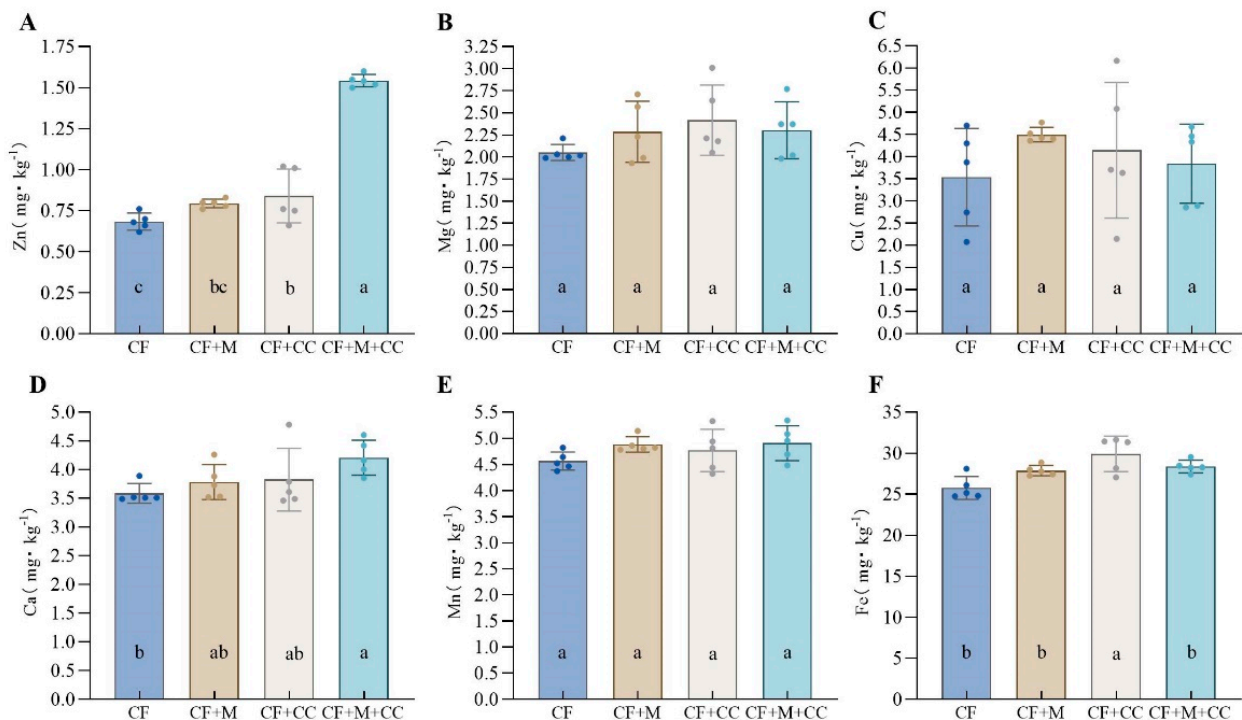 A
Zn( mg• kg⁻¹)
1.75
1.50
1.25
1.00
0.75
0.50
0.25
0.00
c
bc
b
a
CF
CF+M
CF+CC
CF+M+CC
B
Mg( mg• kg⁻¹)
3.25
3.00
2.75
2.50
2.25
2.00
1.75
1.50
1.25
1.00
0.75
0.50
0.25
0.00
a
a
a
a
CF
CF+M
CF+CC
CF+M+CC
C
Cu( mg• kg⁻¹)
6.5
6.0
5.5
5.0
4.5
4.0
3.5
3.0
2.5
2.0
1.5
1.0
0.5
0.0
a
a
a
a
CF
CF+M
CF+CC
CF+M+CC
D
Ca( mg• kg⁻¹)
5.0
4.5
4.0
3.5
3.0
2.5
2.0
1.5
1.0
0.5
0.0
b
ab
ab
a
CF
CF+M
CF+CC
CF+M+CC
E
Mn( mg• kg⁻¹)
5.5
5.0
4.5
4.0
3.5
5.0
2.5
2.0
1.5
1.0
0.5
0.0
a
a
a
a
CF
CF+M
CF+CC
CF+M+CC
F
Fe( mg• kg⁻¹)
35
30
25
20
15
10
5
0
b
b
a
b
CF
CF+M
CF+CC
CF+M+CC